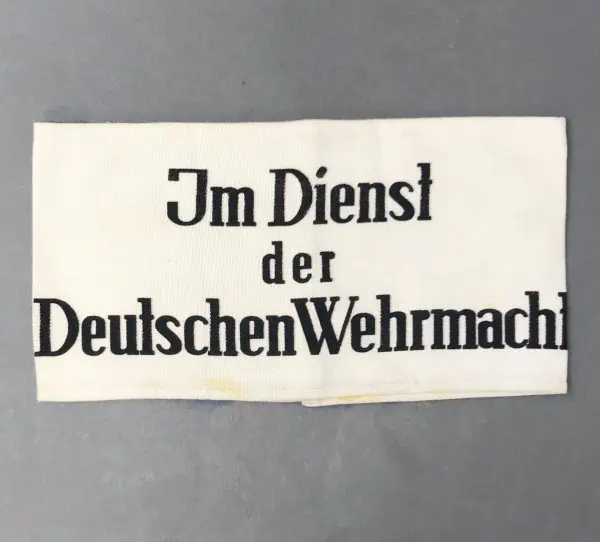 Im Dienst
der
Deutschen Wehrmacht